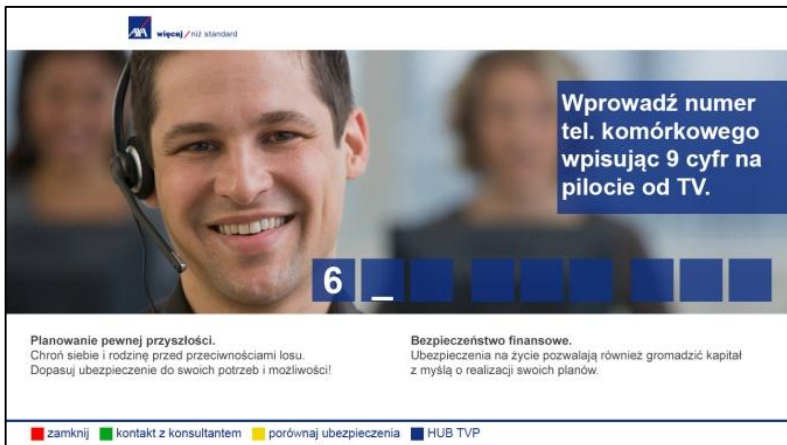 AXA więcej / niż standard
Wprowadź numer
tel. komórkowego
wpisując 9 cyfr na
pilocie od TV.
6 _
Planowanie pewnej przyszłości.
Chroń siebie i rodzinę przed przeciwnościami losu.
Dopasuj ubezpieczenie do swoich potrzeb i możliwości!
Bezpieczeństwo finansowe.
Ubezpieczenia na życie pozwalają również gromadzić kapitał
z myślą o realizacji swoich planów.
zamknij kontakt z konsultantem porównaj ubezpieczenia HUB TVP